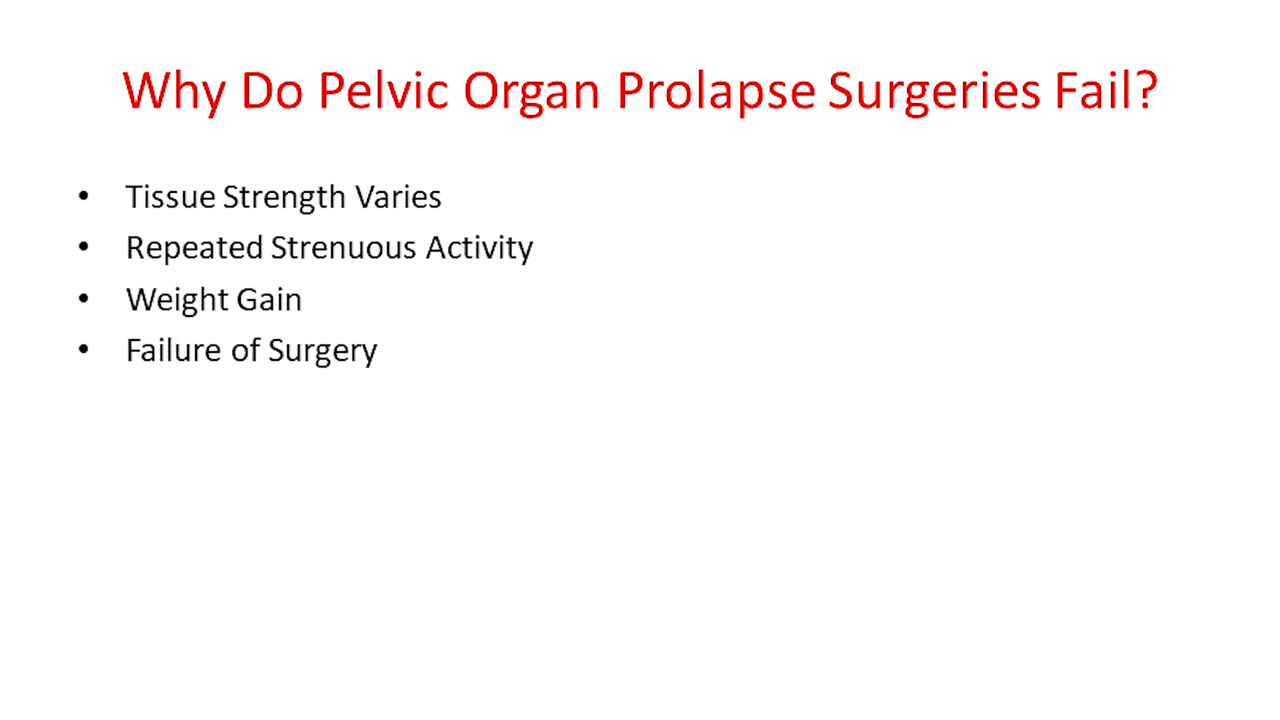 Why Do Pelvic Organ Prolapse Surgeries Fail?
• Tissue Strength Varies
• Repeated Strenuous Activity
• Weight Gain
• Failure of Surgery